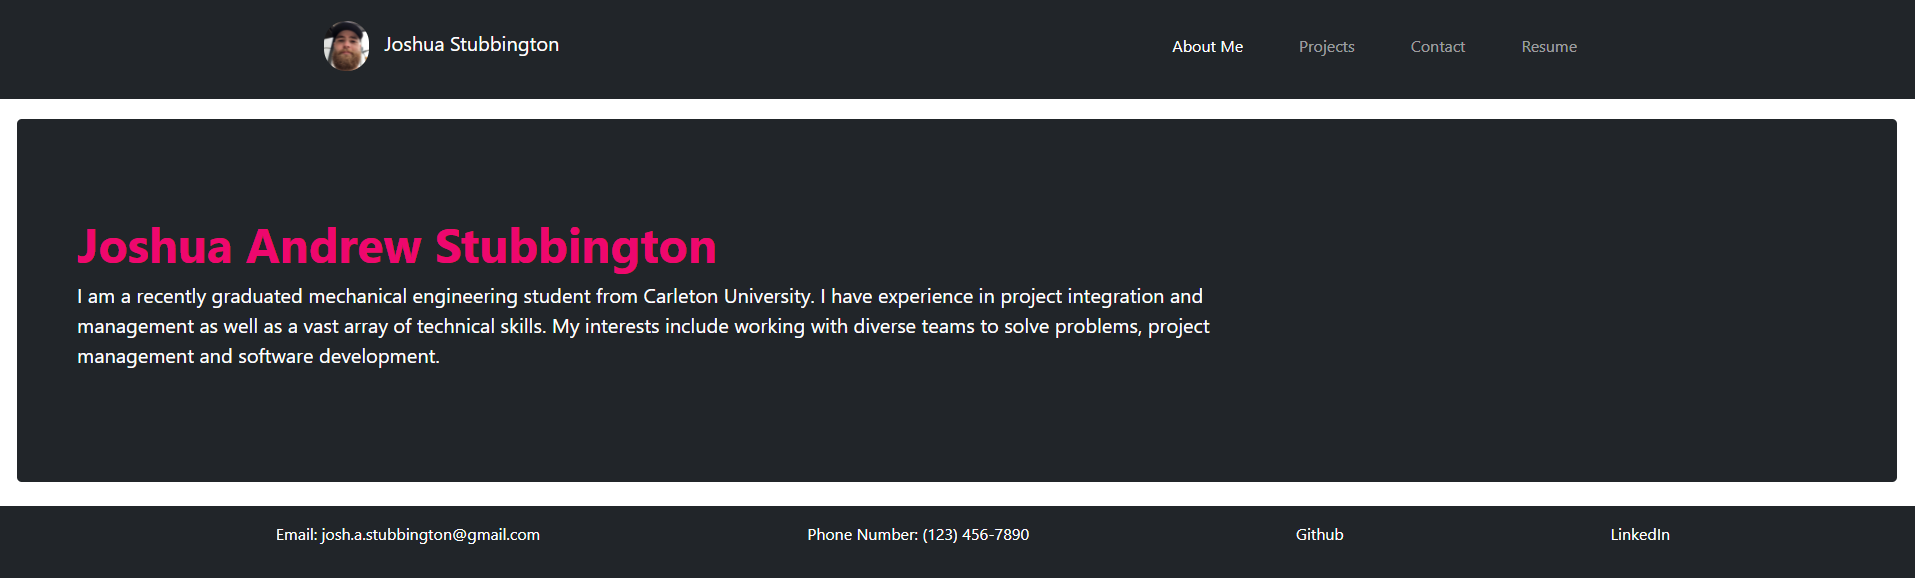 Joshua Stubbington
About Me Projects Contact Resume
Joshua Andrew Stubbington
I am a recently graduated mechanical engineering student from Carleton University. I have experience in project integration and
management as well as a vast array of technical skills. My interests include working with diverse teams to solve problems, project
management and software development.
Email: josh.a.stubbington@gmail.com Phone Number: (123) 456-7890 Github LinkedIn